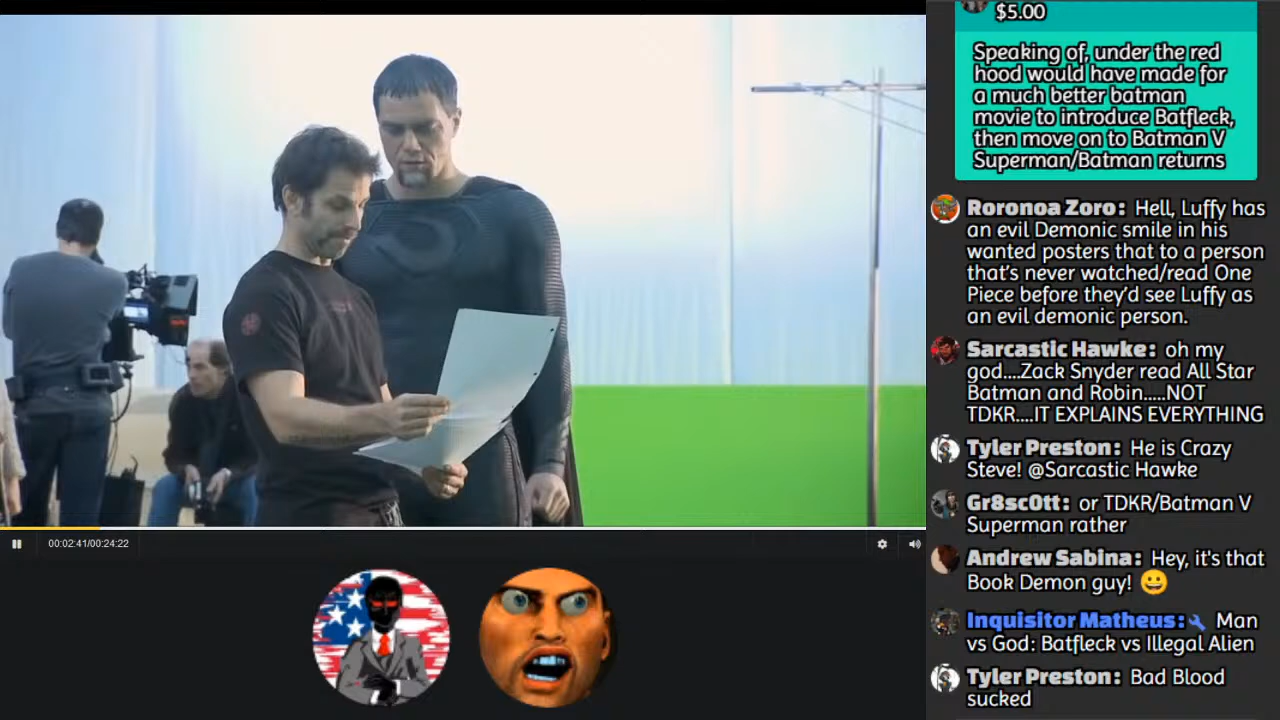 $5.00
Speaking of, under the red
hood would have made for
a much better batman
movie to introduce Batfleck,
then move on to Batman V
Superman/Batman returns
Roronoa Zoro: Hell, Luffy has
an evil Demonic smile in his
wanted posters that to a person
that's never watched/read One
Piece before they'd see Luffy as
an evil demonic person.
Sarcastic Hawke: oh my
god....Zack Snyder read All Star
Batman and Robin.....NOT
TDKR....IT EXPLAINS EVERYTHING
Tyler Preston: He is Crazy
Steve! @Sarcastic Hawke
Gr8sc0tt: or TDKR/Batman V
Superman rather
Andrew Sabina: Hey, it's that
Book Demon guy! 😀
Inquisitor Matheus: Man
vs God: Batfleck vs Illegal Alien
Tyler Preston: Bad Blood
sucked
00:02:41/00:24:22